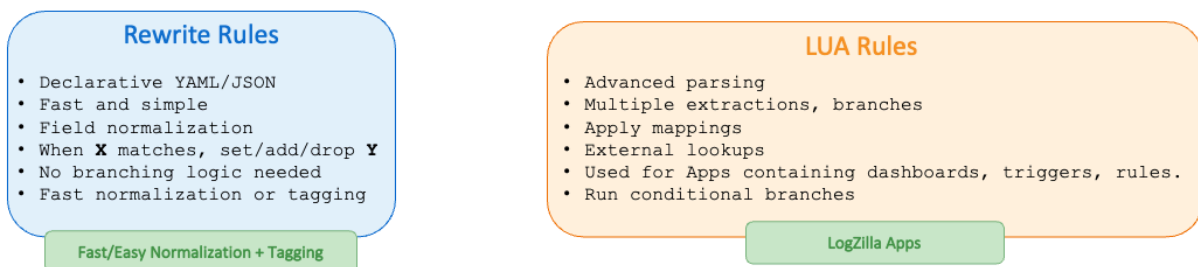 Rewrite Rules
• Declarative YAML/JSON
• Fast and simple
• Field normalization
• When X matches, set/add/drop Y
• No branching logic needed
• Fast normalization or tagging
Fast/Easy Normalization + Tagging
LUA Rules
• Advanced parsing
• Multiple extractions, branches
• Apply mappings
• External lookups
• Used for Apps containing dashboards, triggers, rules.
• Run conditional branches
LogZilla Apps